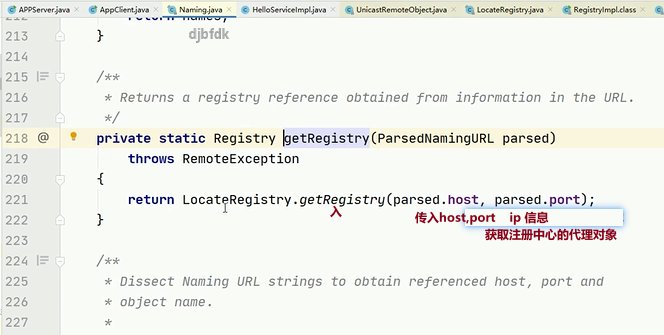 APPServer.java AppClient.java Naming.java HelloServiceImpl.java UnicastRemoteObject.java LocateRegistry.java RegistryImpl.class
213 }
djbfdk
214
215 /**
216 * Returns a registry reference obtained from information in the URL.
217 */
218 @ private static Registry getRegistry(ParsedNamingURL parsed)
219 throws RemoteException
220 {
221 return LocateRegistry.getRegistry(parsed.host, parsed.port);
222 }
入
传入host,port ip 信息
获取注册中心的代理对象
223
224 /**
225 * Dissect Naming URL strings to obtain referenced host, port and
226 * object name.
227 *